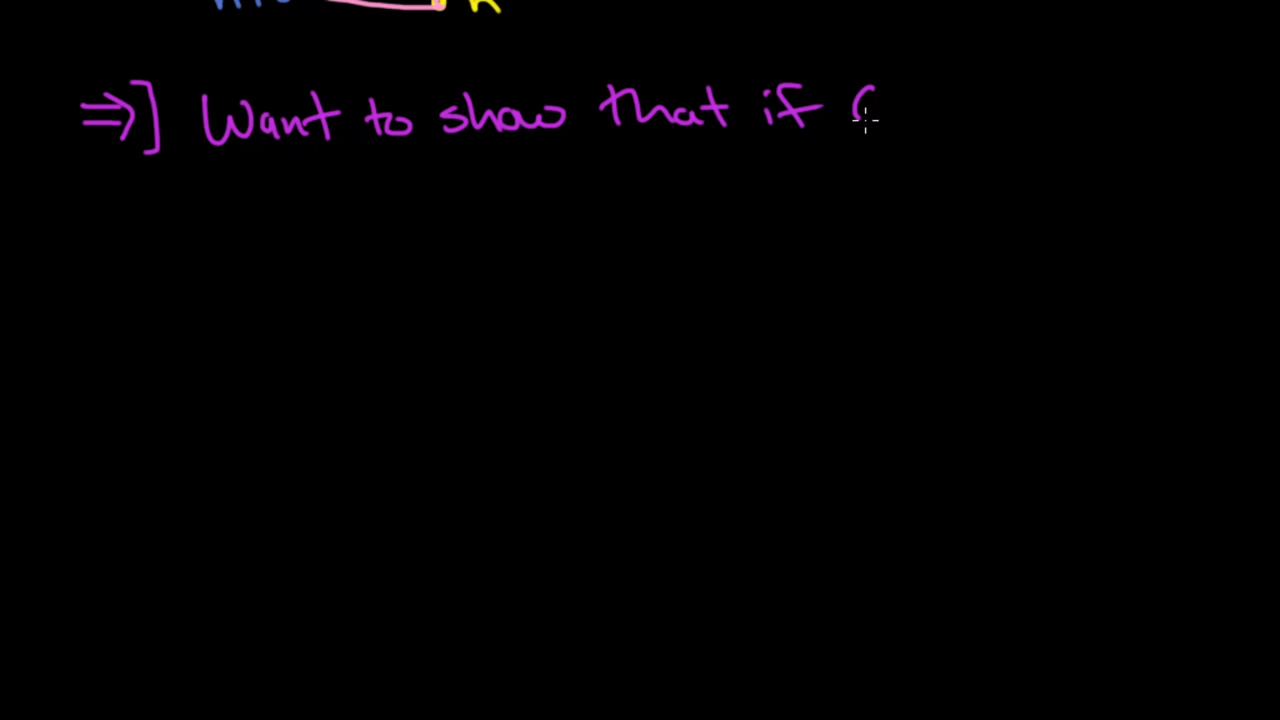 ⇒] Want to show that if